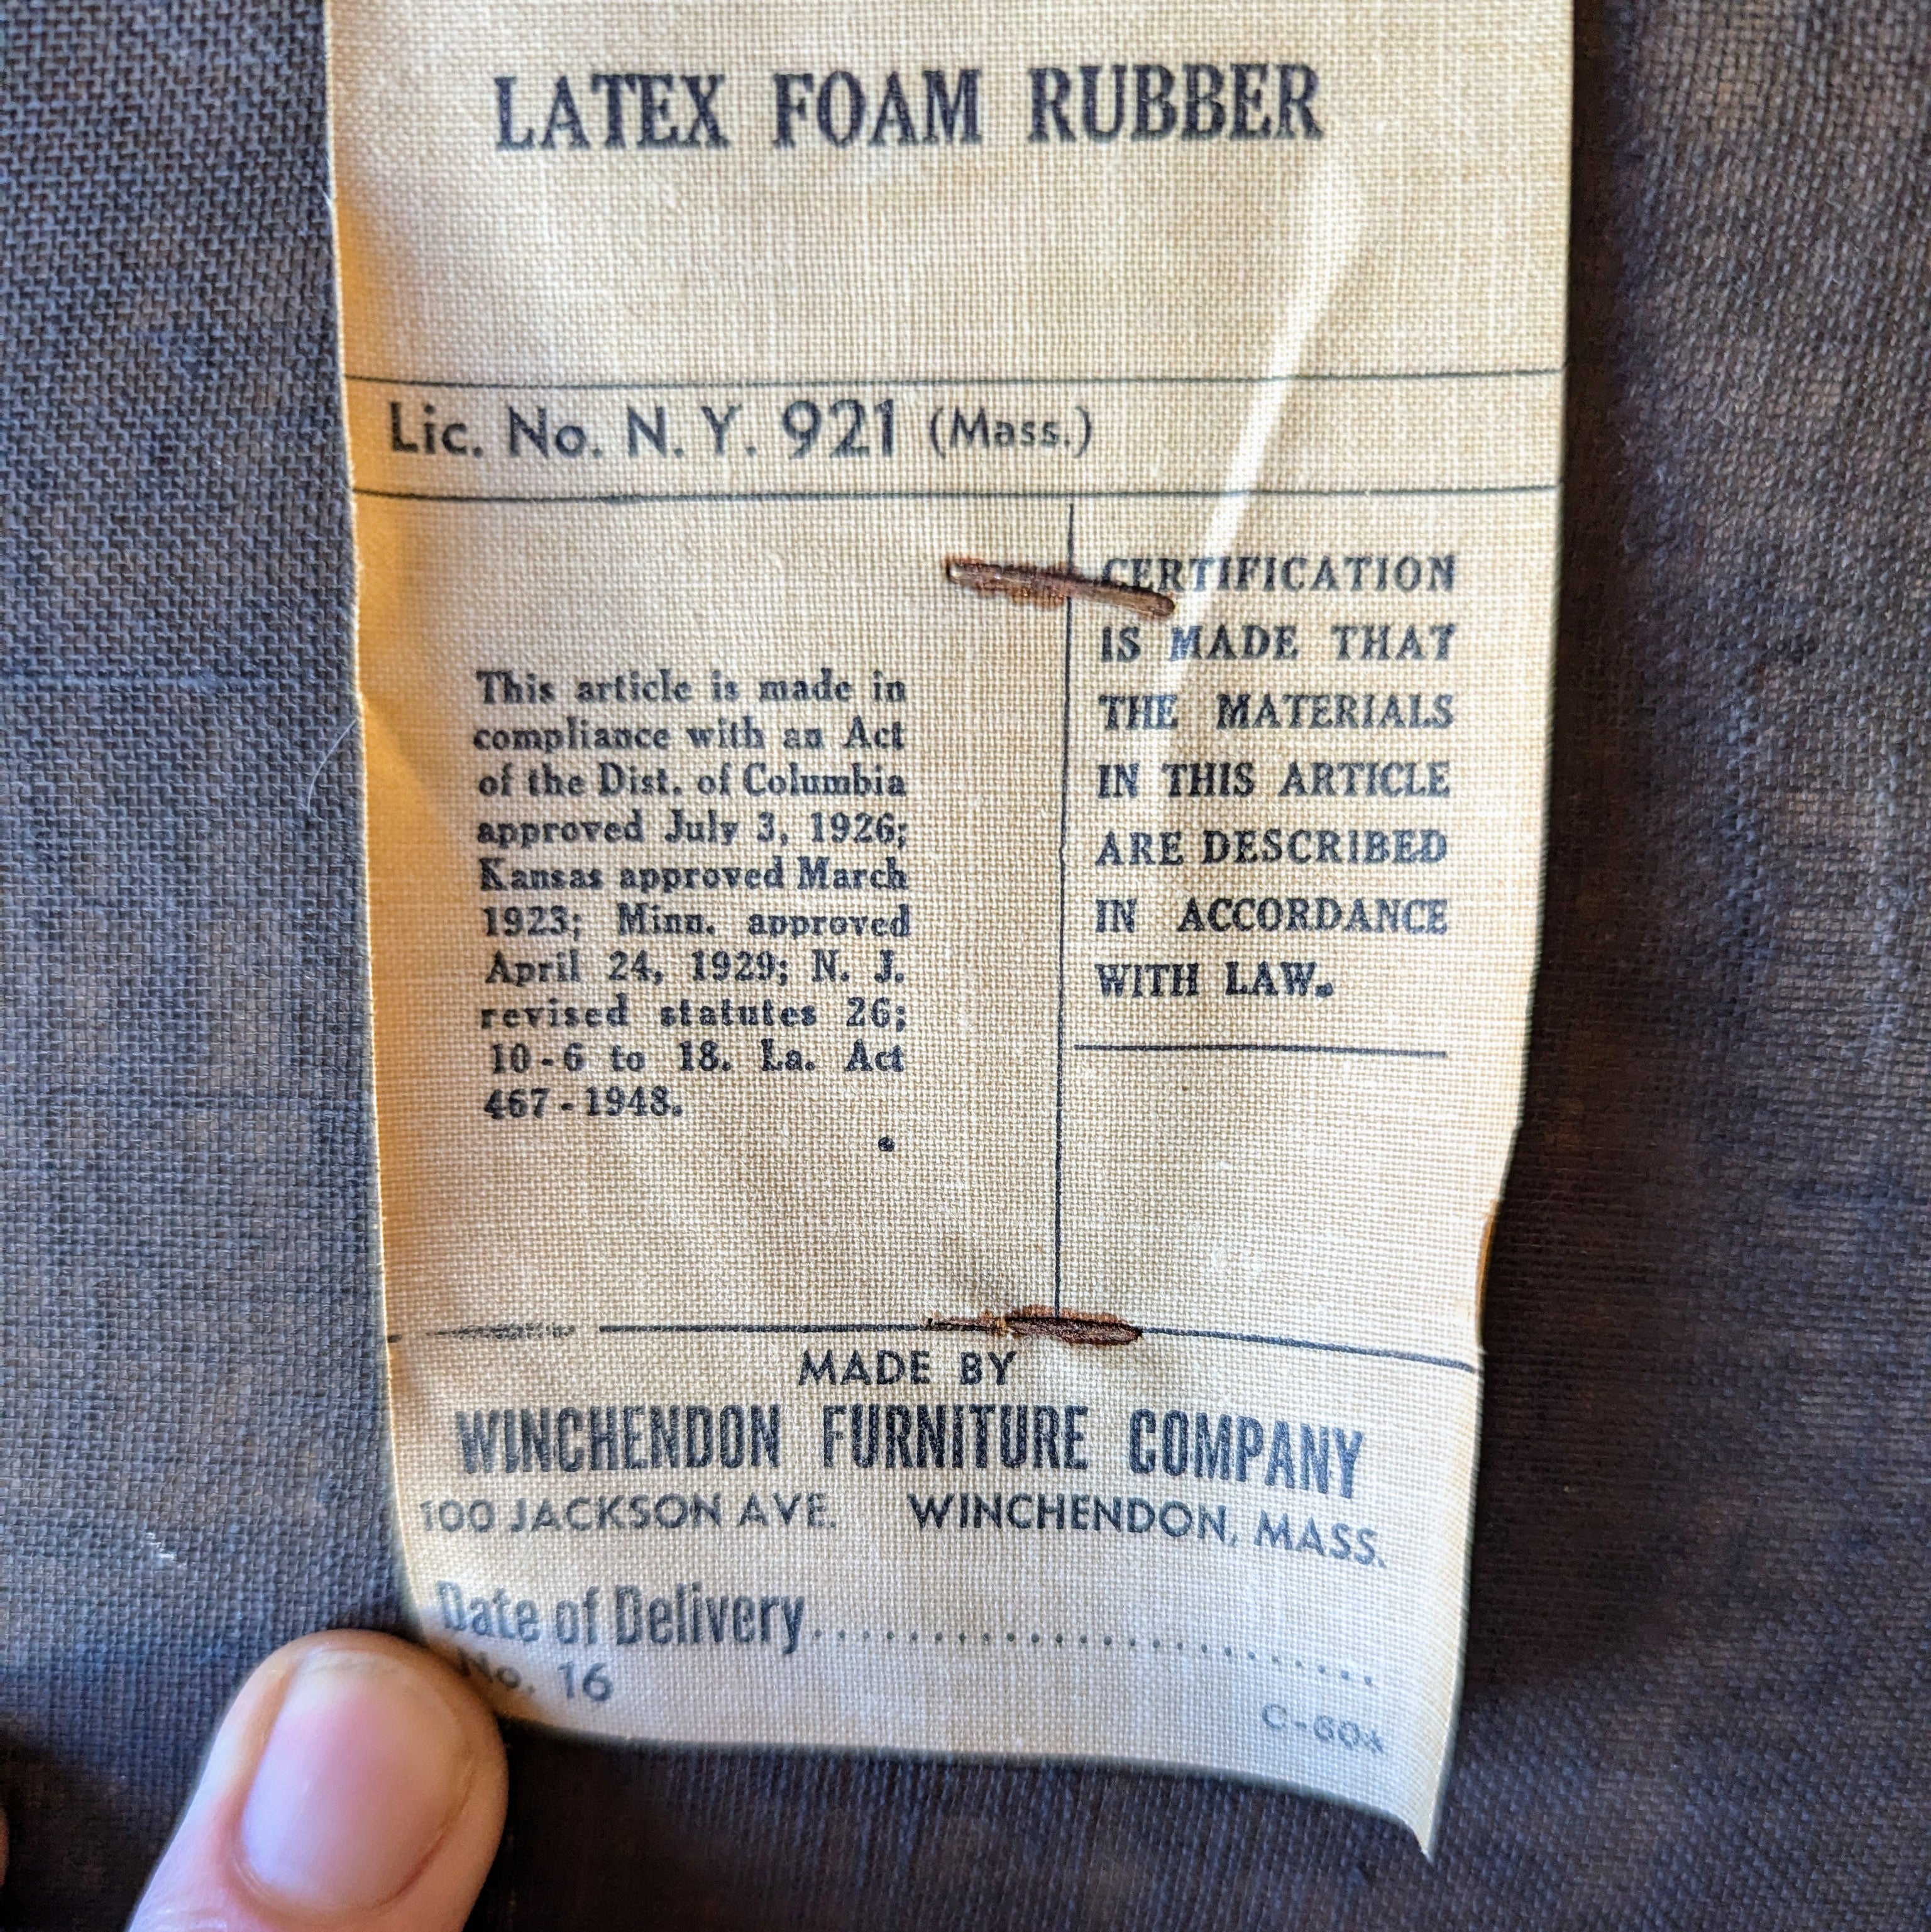 LATEX FOAM RUBBER
Lic. No. N. Y. 921 (Mass.)
This article is made in
compliance with an Act
of the Dist. of Columbia
approved July 3, 1926;
Kansas approved March
1923; Minn. approved
April 24, 1929; N. J.
revised statutes 26;
10-6 to 18. La. Act
467-1948.
CERTIFICATION
IS MADE THAT
THE MATERIALS
IN THIS ARTICLE
ARE DESCRIBED
IN ACCORDANCE
WITH LAW.
MADE BY
WINCHENDON FURNITURE COMPANY
100 JACKSON AVE. WINCHENDON, MASS.
Date of Delivery..............................
No. 16